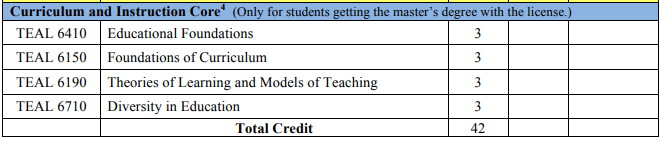 Curriculum and Instruction Core⁴ (Only for students getting the master's degree with the license.)
TEAL 6410 Educational Foundations 3
TEAL 6150 Foundations of Curriculum 3
TEAL 6190 Theories of Learning and Models of Teaching 3
TEAL 6710 Diversity in Education 3
Total Credit 42